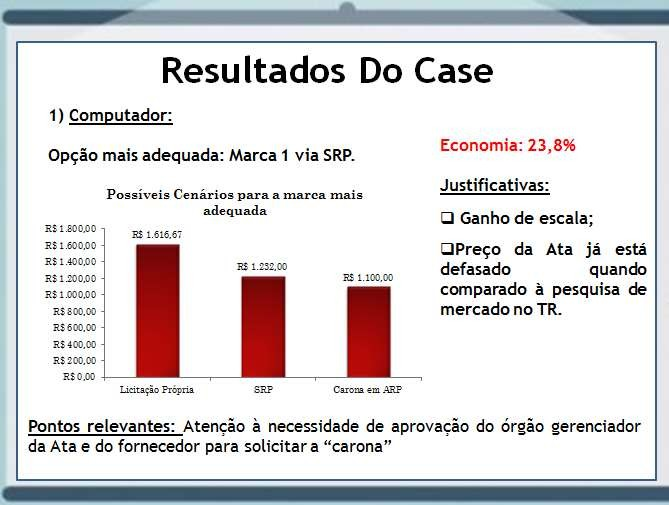 Resultados Do Case
1) Computador:
Opção mais adequada: Marca 1 via SRP.
Economia: 23,8%
Justificativas:
❑ Ganho de escala;
❑Preço da Ata já está
defasado quando
comparado à pesquisa de
mercado no TR.
Possíveis Cenários para a marca mais
adequada
R$ 1.800,00
R$ 1.600,00
R$ 1.400,00
R$ 1.200,00
R$ 1.000,00
R$ 800,00
R$ 600,00
R$ 400,00
R$ 200,00
R$ 0,00
R$ 1.616,67
R$ 1.232,00
R$ 1.100,00
Licitação Própria
SRP
Carona em ARP
Pontos relevantes: Atenção à necessidade de aprovação do órgão gerenciador
da Ata e do fornecedor para solicitar a “carona”